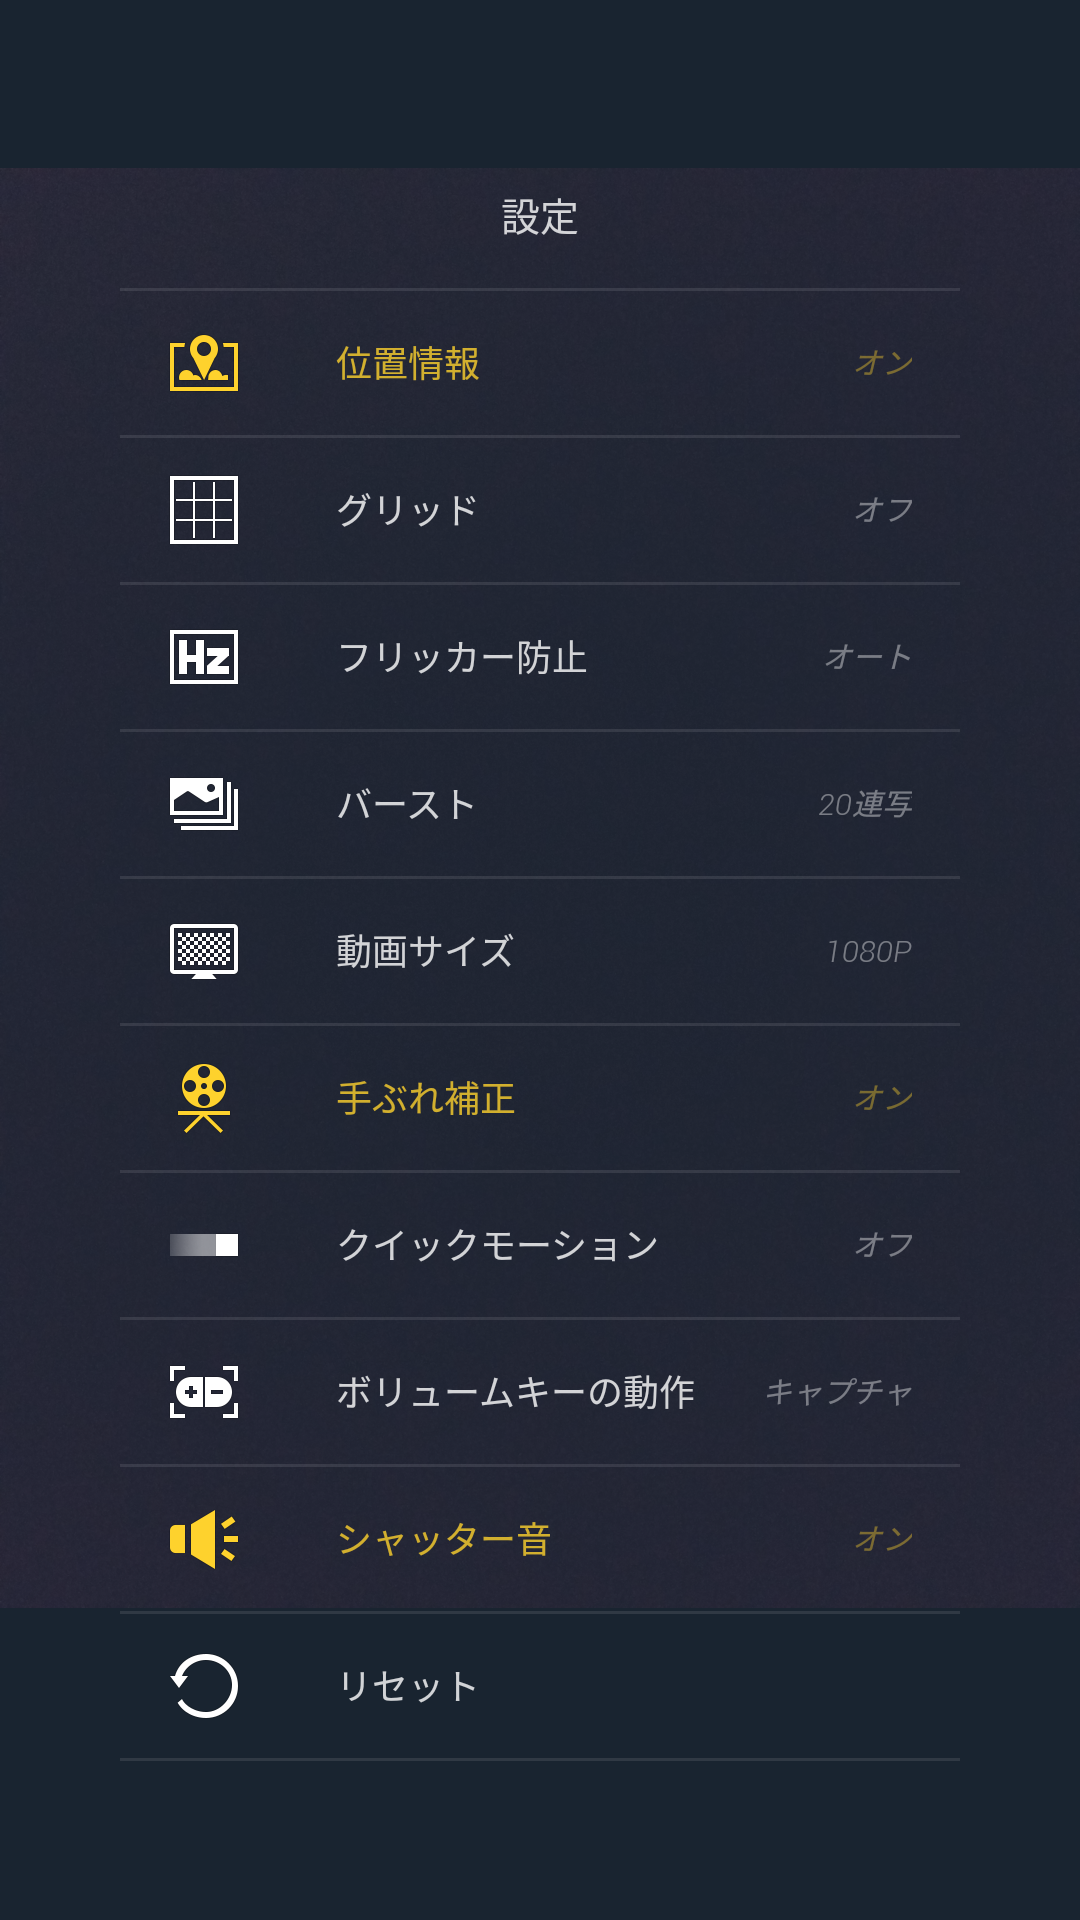 設定
位置情報 オン
グリッド オフ
Hz フリッカー防止 オート
バースト 20連写
動画サイズ 1080P
手ぶれ補正 オン
クイックモーション オフ
ボリュームキーの動作 キャプチャ
シャッター音 オン
リセット